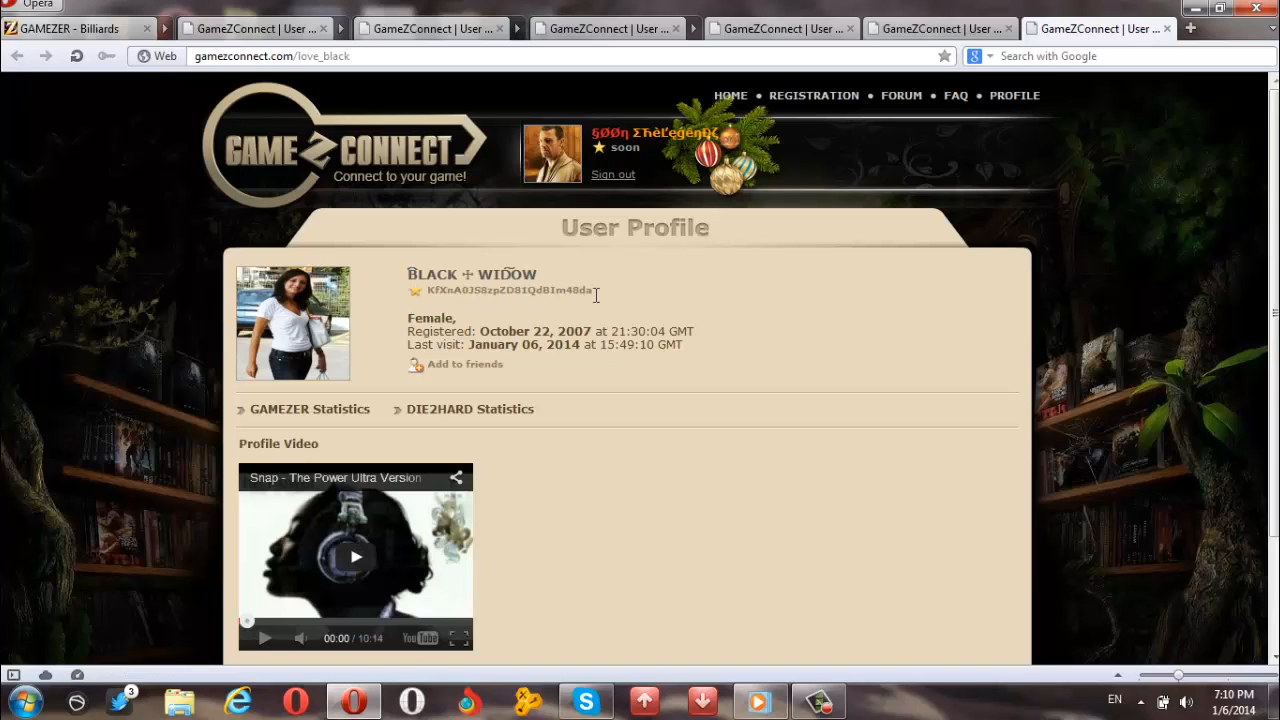 Opera
GAMEZER - Billiards
GameZConnect | User ...
GameZConnect | User ...
GameZConnect | User ...
GameZConnect | User ...
GameZConnect | User ...
GameZConnect | User ...
Web
gamezconnect.com/love_black
Search with Google
HOME • REGISTRATION • FORUM • FAQ • PROFILE
GAME Z CONNECT
Connect to your game!
soon
Sign out
User Profile
BLACK ☩ WIDOW
Female,
Registered: October 22, 2007 at 21:30:04 GMT
Last visit: January 06, 2014 at 15:49:10 GMT
Add to friends
GAMEZER Statistics
DIE2HARD Statistics
Profile Video
Snap - The Power Ultra Version
00:00 / 10:14
YouTube
3
EN
7:10 PM
1/6/2014